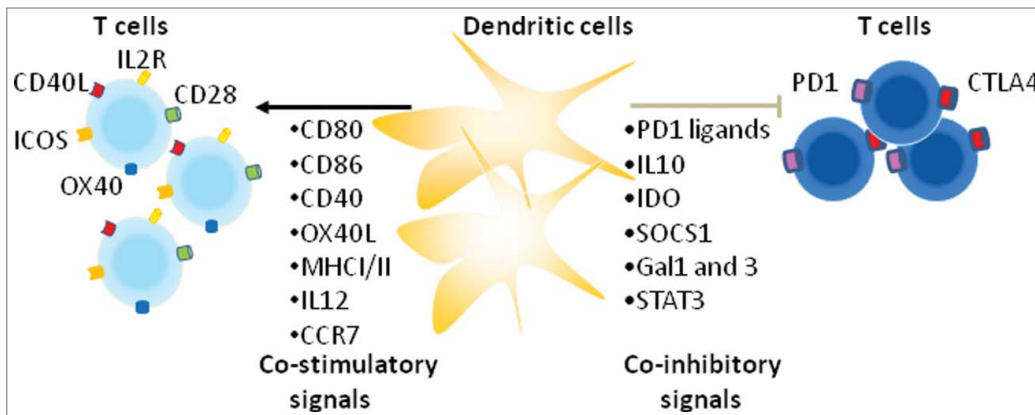 T cells
Dendritic cells
T cells
IL2R
CD40L
CD28
ICOS
OX40
•CD80
•CD86
•CD40
•OX40L
•MHCI/II
•IL12
•CCR7
Co-stimulatory
signals
•PD1 ligands
•IL10
•IDO
•SOCS1
•Gal1 and 3
•STAT3
Co-inhibitory
signals
PD1
CTLA4